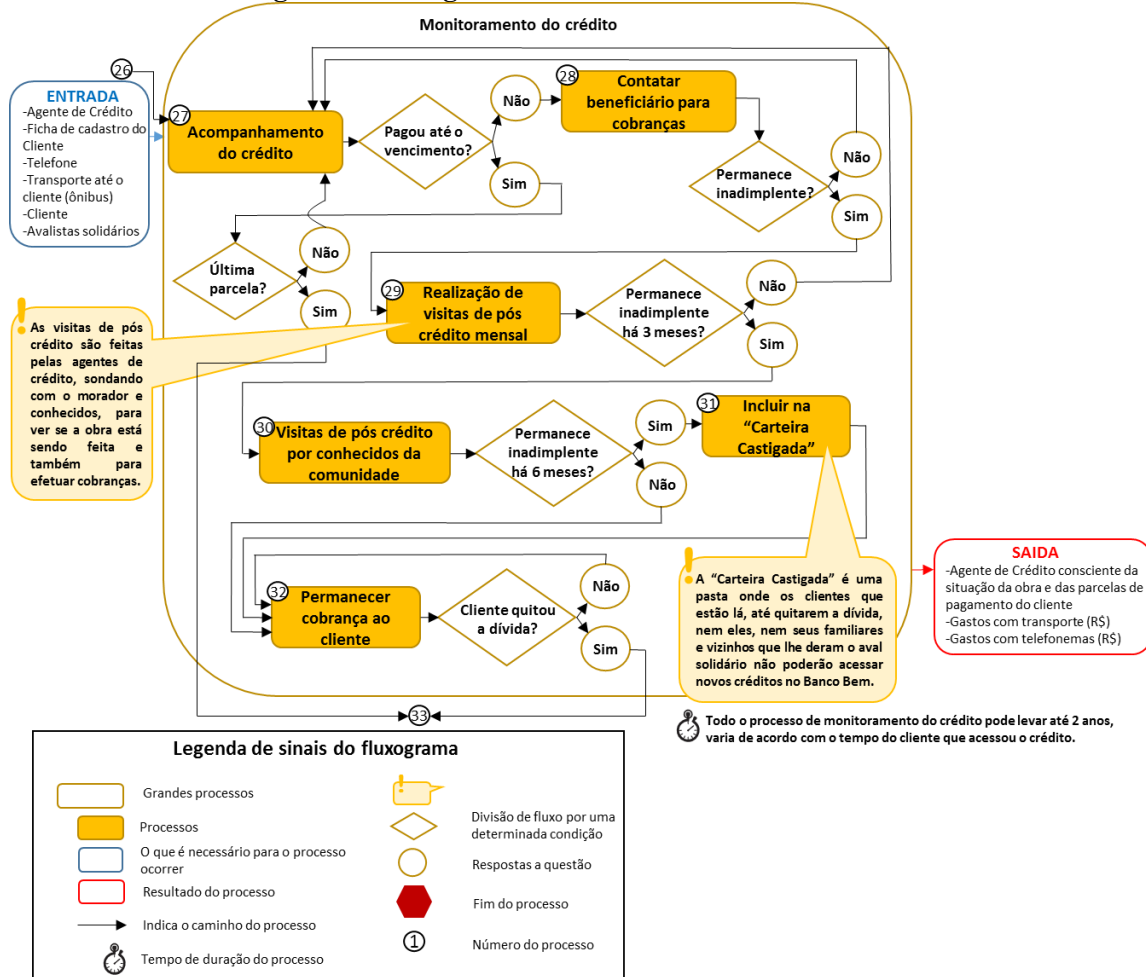 Monitoramento do crédito
26
ENTRADA
-Agente de Crédito
-Ficha de cadastro do
Cliente
-Telefone
-Transporte até o
cliente (ônibus)
-Cliente
-Avalistas solidários
27
Acompanhamento
do crédito
Pagou até o
vencimento?
Não
Sim
28
Contatar
beneficiário para
cobranças
Permanece
inadimplente?
Não
Sim
Última
parcela?
Não
Sim
29
Realização de
visitas de pós
crédito mensal
Permanece
inadimplente
há 3 meses?
Não
Sim
!
As visitas de pós
crédito são feitas
pelas agentes de
crédito, sondando
com o morador e
conhecidos, para
ver se a obra está
sendo feita e
também para
efetuar cobranças.
30
Visitas de pós crédito
por conhecidos da
comunidade
Permanece
inadimplente
há 6 meses?
Sim
Não
31
Incluir na
“Carteira
Castigada”
32
Permanecer
cobrança ao
cliente
Cliente quitou
a dívida?
Não
Sim
!
A “Carteira Castigada” é uma
pasta onde os clientes que
estão lá, até quitarem a dívida,
nem eles, nem seus familiares
e vizinhos que lhe deram o aval
solidário não poderão acessar
novos créditos no Banco Bem.
SAIDA
-Agente de Crédito consciente da
situação da obra e das parcelas de
pagamento do cliente
-Gastos com transporte (R$)
-Gastos com telefonemas (R$)
33
Todo o processo de monitoramento do crédito pode levar até 2 anos,
varia de acordo com o tempo do cliente que acessou o crédito.
Legenda de sinais do fluxograma
Grandes processos
Processos
O que é necessário para o processo
ocorrer
Resultado do processo
Indica o caminho do processo
Tempo de duração do processo
!
Divisão de fluxo por uma
determinada condição
Respostas a questão
Fim do processo
1
Número do processo